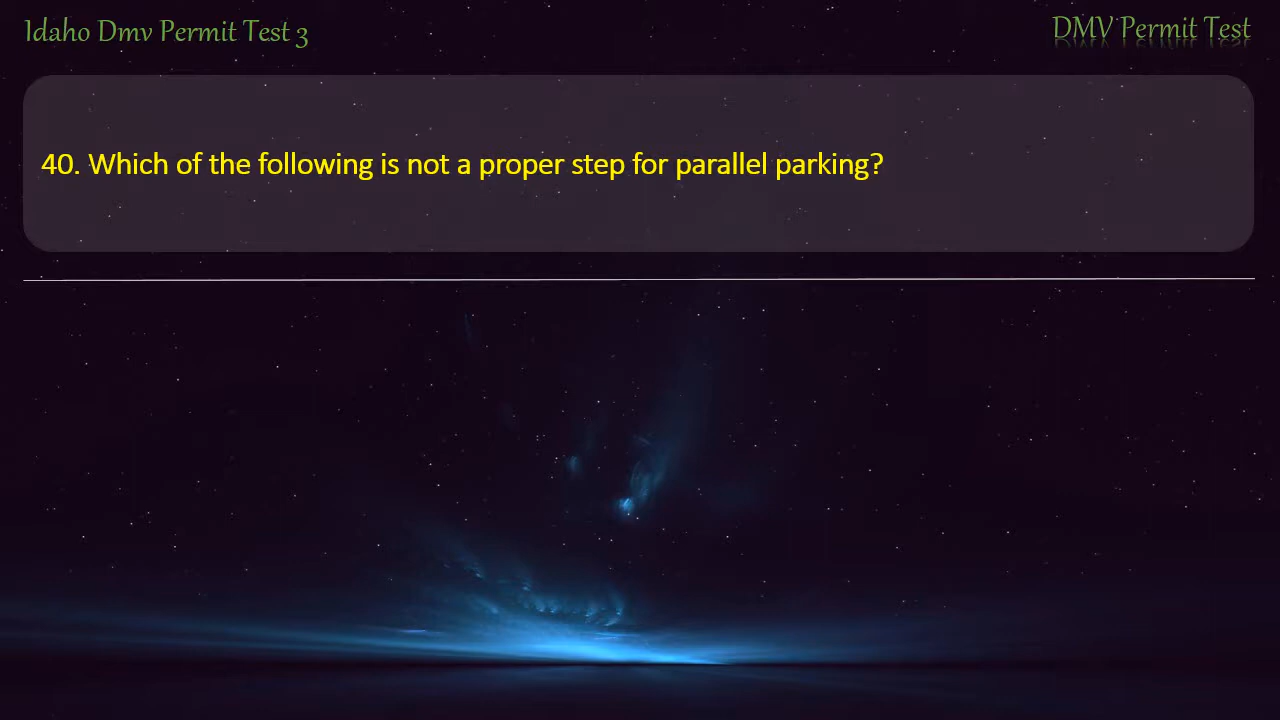 Idaho Dmv Permit Test 3
DMV Permit Test
40. Which of the following is not a proper step for parallel parking?